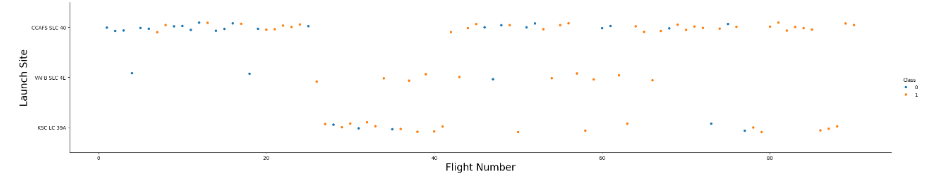 Launch Site
CCAFS SLC 40
VAFB SLC 4E
KSC LC 39A
0
20
40
60
80
Flight Number
Class
0
1